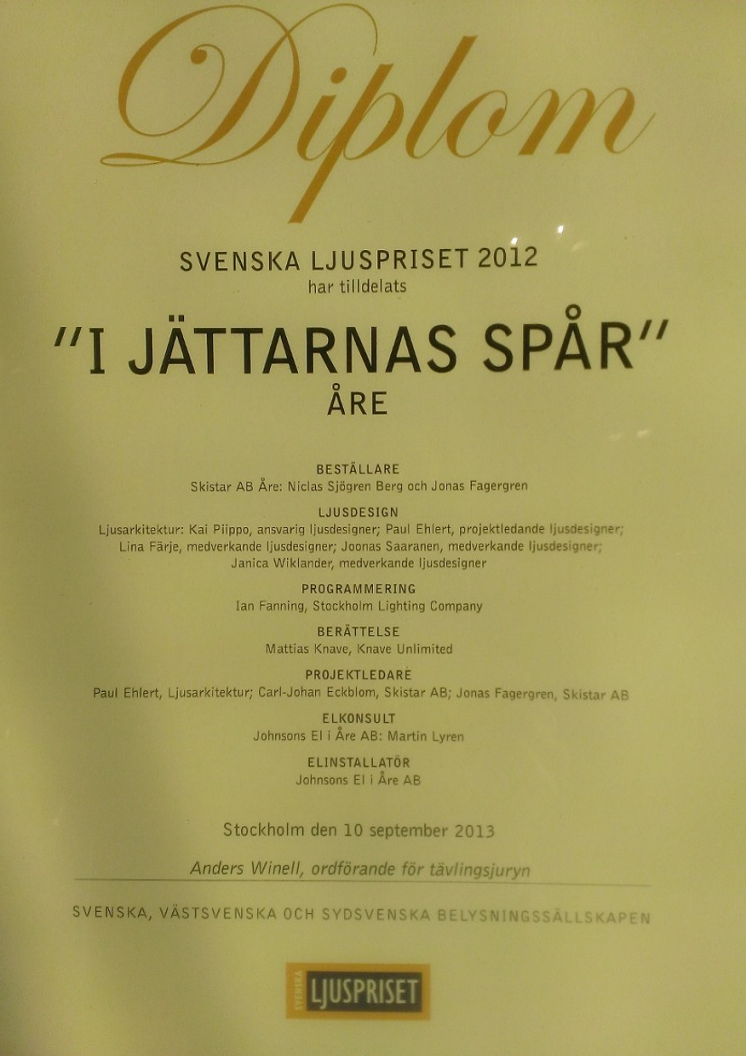 Diplom
SVENSKA LJUSPRISET 2012
har tilldelats
"I JÄTTARNAS SPÅR"
ÅRE
BESTÄLLARE
Skistar AB Åre: Niclas Sjögren Berg och Jonas Fagergren
LJUSDESIGN
Ljusarkitektur: Kai Piippo, ansvarig ljusdesigner; Paul Ehlert, projektledande ljusdesigner;
Lina Färje, medverkande ljusdesigner; Joonas Saaranen, medverkande ljusdesigner;
Janica Wiklander, medverkande ljusdesigner
PROGRAMMERING
Ian Fanning, Stockholm Lighting Company
BERÄTTELSE
Mattias Knave, Knave Unlimited
PROJEKTLEDARE
Paul Ehlert, Ljusarkitektur; Carl-Johan Eckblom, Skistar AB; Jonas Fagergren, Skistar AB
ELKONSULT
Johnsons El i Åre AB: Martin Lyren
ELINSTALLATÖR
Johnsons El i Åre AB
Stockholm den 10 september 2013
Anders Winell, ordförande för tävlingsjuryn
SVENSKA, VÄSTSVENSKA OCH SYDSVENSKA BELYSNINGSSÄLLSKAPEN
SVENSKA
LJUSPRISET